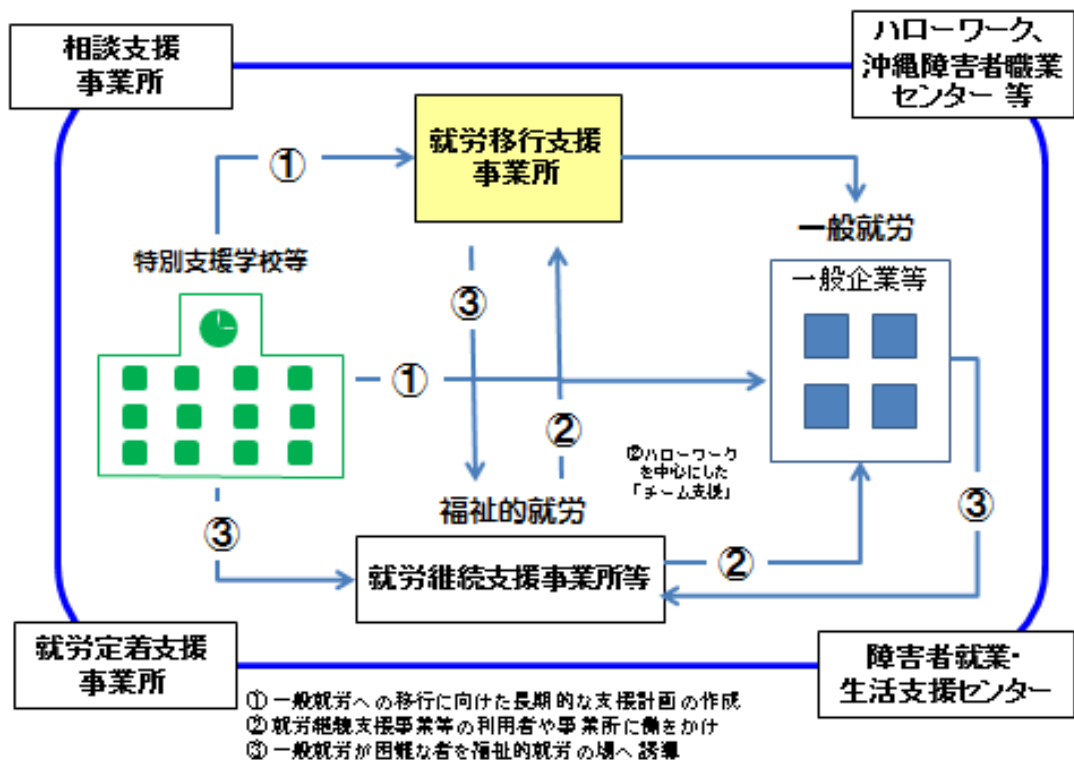 相談支援
事業所
ハローワーク、
沖縄障害者職業
センター 等
就労移行支援
事業所
①
一般就労
特別支援学校等
一般企業等
③
①
②
②ハローワーク
を中心にした
「チーム支援」
③
福祉的就労
③
②
就労継続支援事業所等
就労定着支援
事業所
障害者就業・
生活支援センター
① 一般就労への移行に向けた長期的な支援計画の作成
② 就労継続支援事業等の利用者や事業所に働きかけ
③ 一般就労が困難な者を福祉的就労の場へ誘導